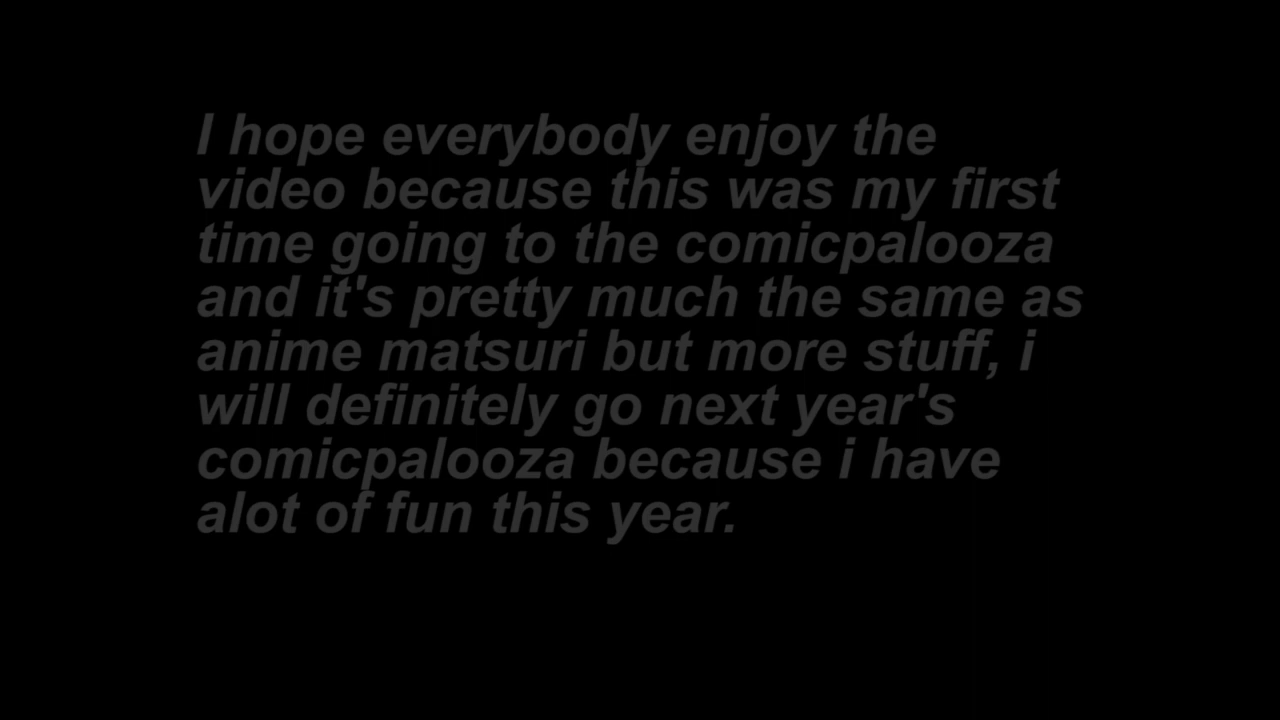 I hope everybody enjoy the
video because this was my first
time going to the comicpalooza
and it's pretty much the same as
anime matsuri but more stuff, i
will definitely go next year's
comicpalooza because i have
alot of fun this year.